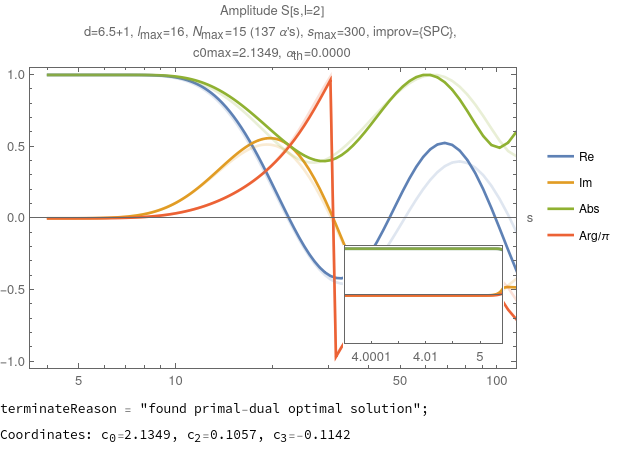 Amplitude S[s,l=2]
d=6.5+1, lmax=16, Nmax=15 (137 α's), smax=300, improv={SPC},
c0max=2.1349, αth=0.0000
1.0
0.5
0.0
-0.5
-1.0
5
10
50
100
s
Re
Im
Abs
Arg/π
4.0001
4.01
5
terminateReason = "found primal-dual optimal solution";
Coordinates: c₀=2.1349, c₂=0.1057, c₃=-0.1142